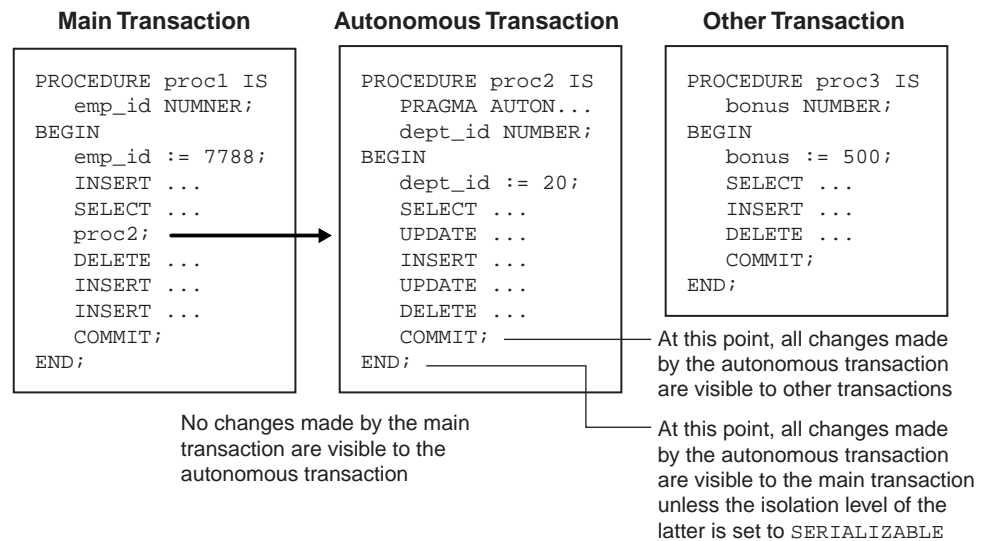 Main Transaction
PROCEDURE proc1 IS
emp_id NUMNER;
BEGIN
emp_id := 7788;
INSERT ...
SELECT ...
proc2;
DELETE ...
INSERT ...
INSERT ...
COMMIT;
END;
Autonomous Transaction
PROCEDURE proc2 IS
PRAGMA AUTON...
dept_id NUMBER;
BEGIN
dept_id := 20;
SELECT ...
UPDATE ...
INSERT ...
UPDATE ...
DELETE ...
COMMIT;
END;
Other Transaction
PROCEDURE proc3 IS
bonus NUMBER;
BEGIN
bonus := 500;
SELECT ...
INSERT ...
DELETE ...
COMMIT;
END;
At this point, all changes made
by the autonomous transaction
are visible to other transactions
No changes made by the main
transaction are visible to the
autonomous transaction
At this point, all changes made
by the autonomous transaction
are visible to the main transaction
unless the isolation level of the
latter is set to SERIALIZABLE